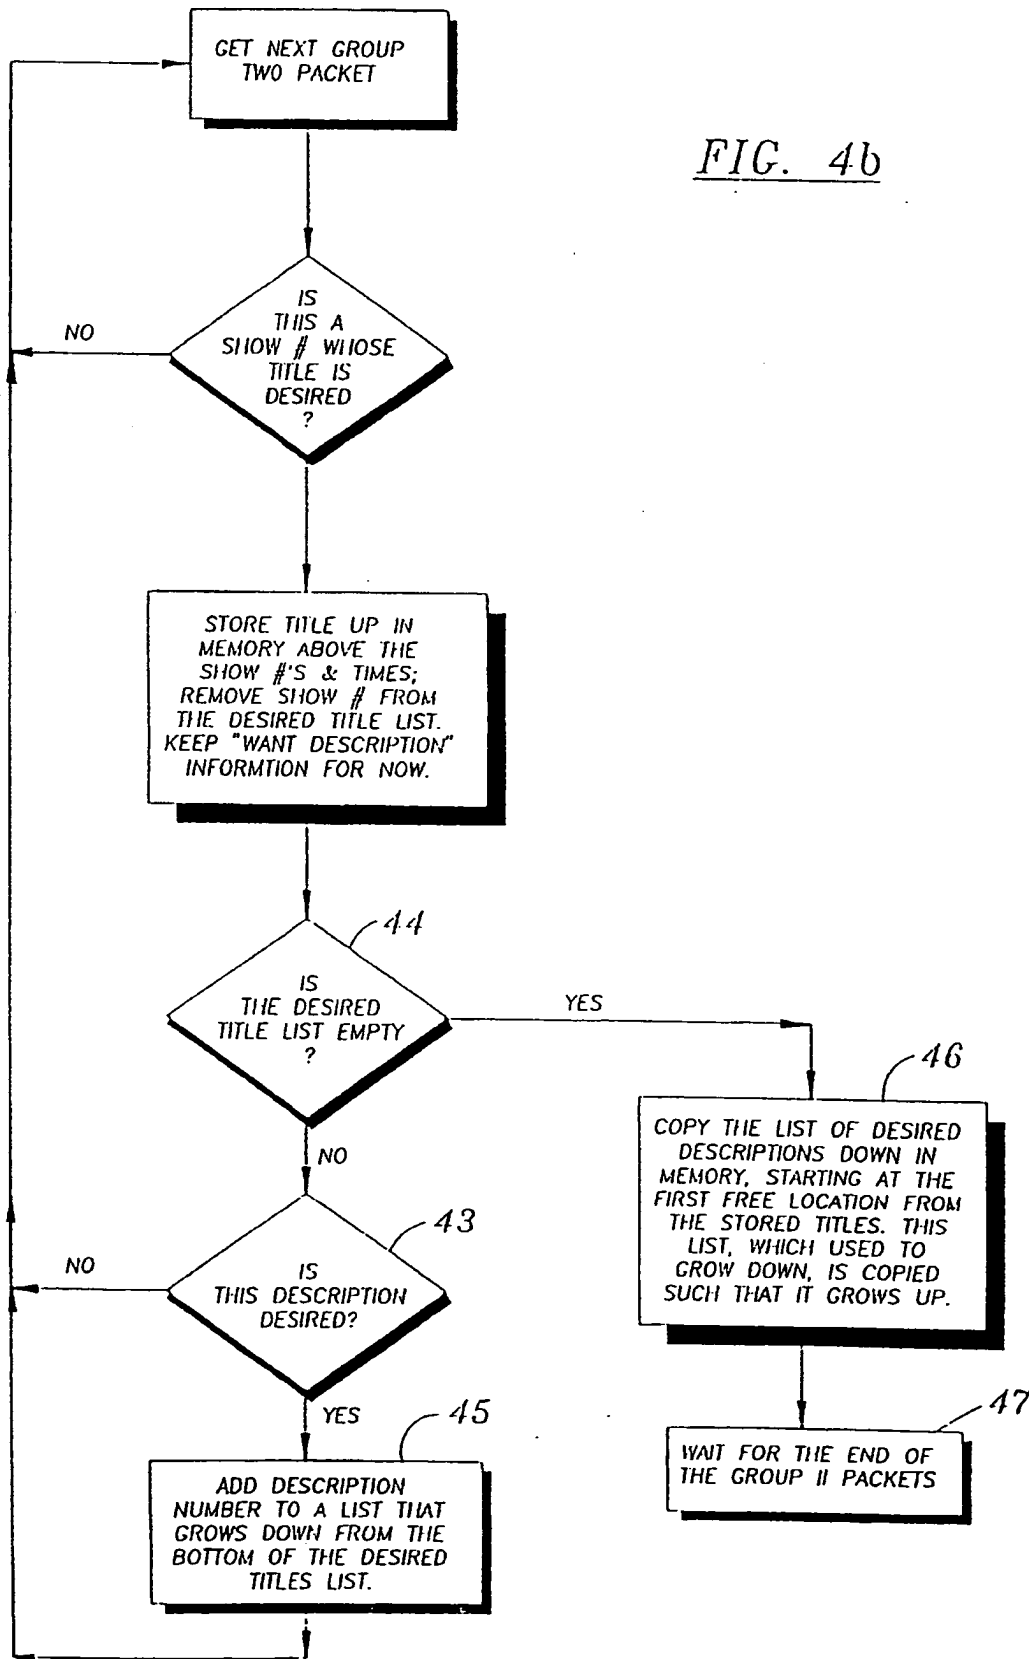 GET NEXT GROUP
TWO PACKET
FIG. 4b
IS
THIS A
SHOW # WHOSE
TITLE IS
DESIRED
?
NO
STORE TITLE UP IN
MEMORY ABOVE THE
SHOW #'S & TIMES;
REMOVE SHOW # FROM
THE DESIRED TITLE LIST.
KEEP "WANT DESCRIPTION"
INFORMTION FOR NOW.
44
IS
THE DESIRED
TITLE LIST EMPTY
?
YES
NO
46
COPY THE LIST OF DESIRED
DESCRIPTIONS DOWN IN
MEMORY, STARTING AT THE
FIRST FREE LOCATION FROM
THE STORED TITLES. THIS
LIST, WHICH USED TO
GROW DOWN, IS COPIED
SUCH THAT IT GROWS UP.
43
IS
THIS DESCRIPTION
DESIRED?
NO
YES
45
ADD DESCRIPTION
NUMBER TO A LIST THAT
GROWS DOWN FROM THE
BOTTOM OF THE DESIRED
TITLES LIST.
47
WAIT FOR THE END OF
THE GROUP II PACKETS